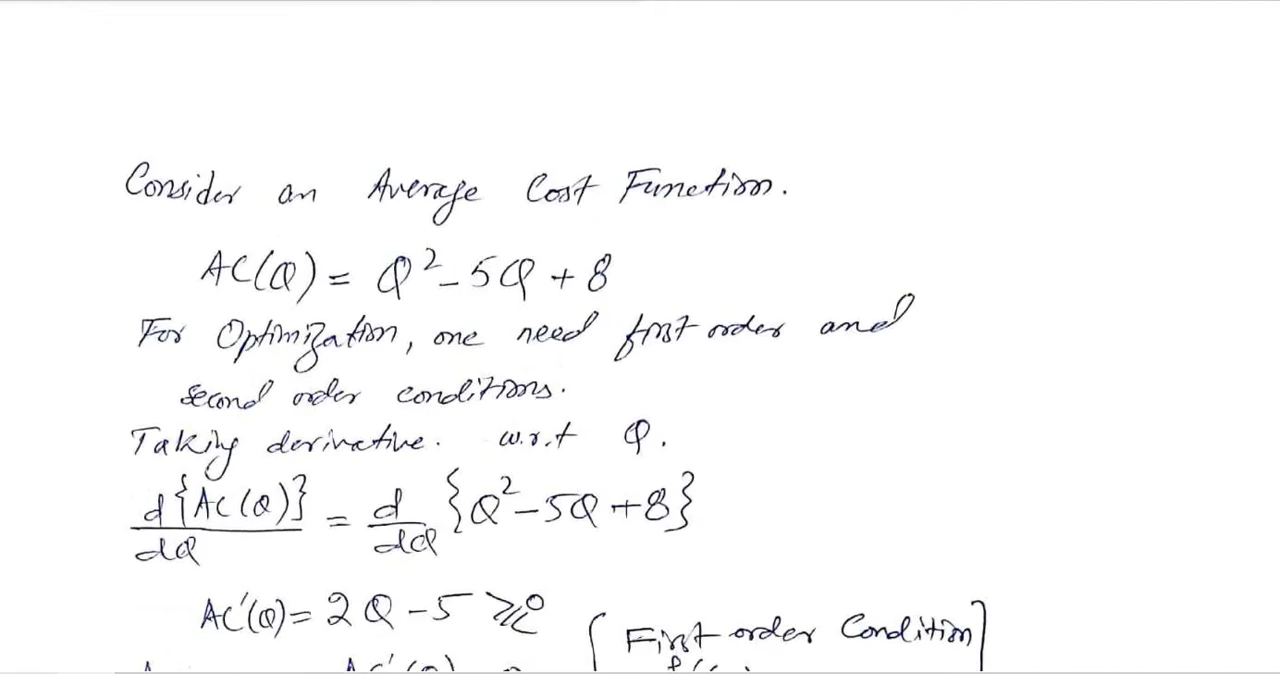 Consider an Average Cost Function.
AC(Q) = Q² - 5Q + 8
For Optimization, one need first order and
second order conditions.
Taking derivative. w.r.t Q.
d{AC(Q)}/dQ = d/dQ {Q² - 5Q + 8}
AC'(Q) = 2Q - 5 ⋛ 0 [First order Condition]